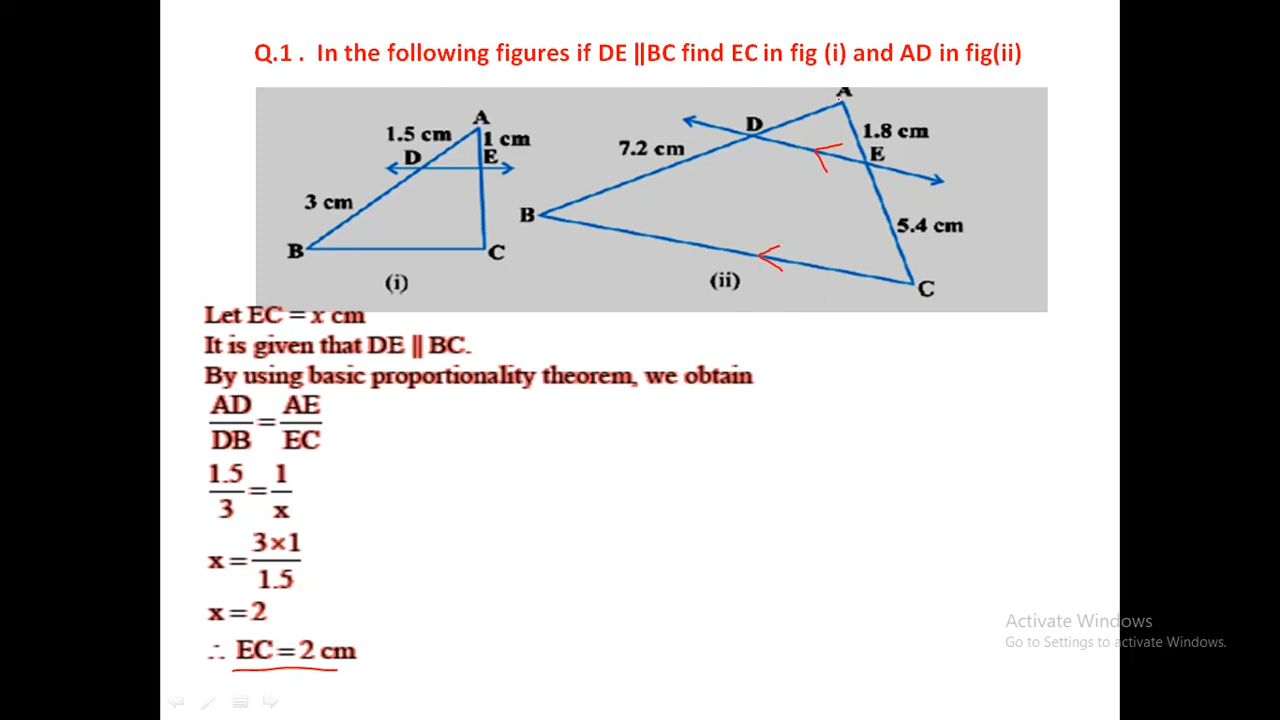 Q.1 . In the following figures if DE ∥BC find EC in fig (i) and AD in fig(ii)
A
1.5 cm
1 cm
D
E
3 cm
B
C
(i)
A
D
1.8 cm
7.2 cm
E
B
5.4 cm
(ii)
C
Let EC = x cm
It is given that DE ∥ BC.
By using basic proportionality theorem, we obtain
AD/DB = AE/EC
1.5/3 = 1/x
x = 3×1/1.5
x = 2
∴ EC = 2 cm
Activate Windows
Go to Settings to activate Windows.